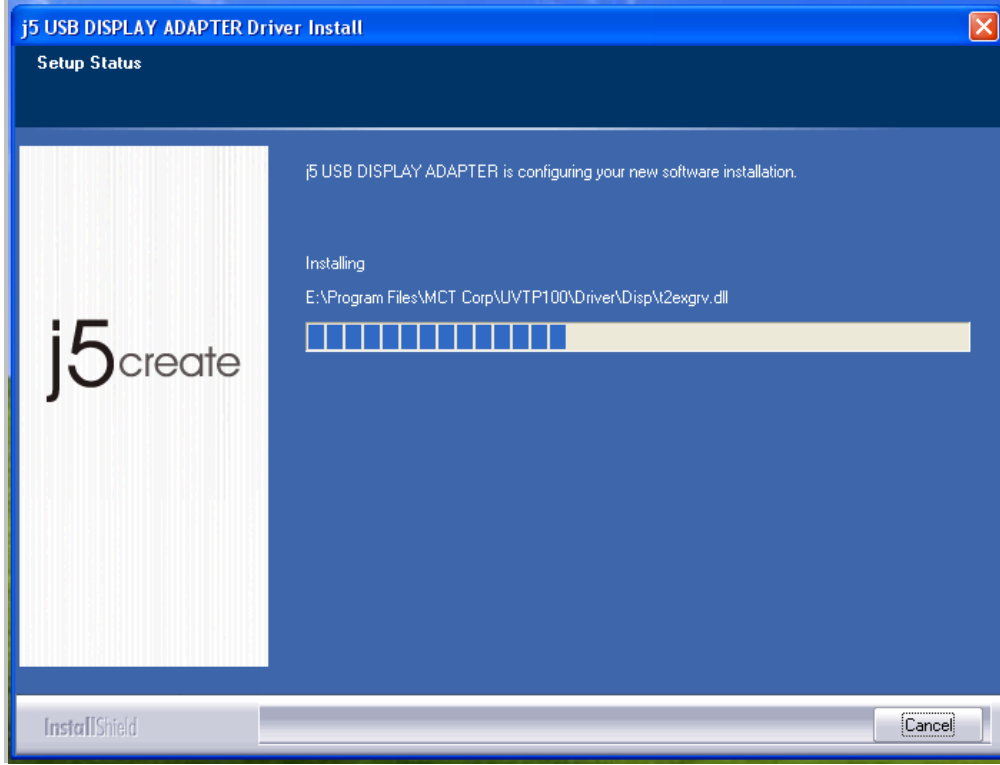 j5 USB DISPLAY ADAPTER Driver Install
Setup Status
j5 USB DISPLAY ADAPTER is configuring your new software installation.
Installing
E:\Program Files\MCT Corp\UVTP100\Driver\Disp\t2exgrv.dll
j5create
InstallShield
Cancel